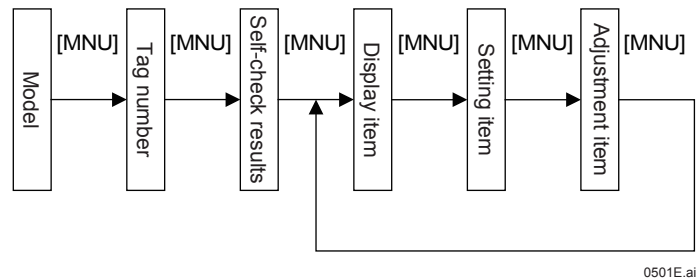 Model
[MNU]
Tag number
[MNU]
Self-check results
[MNU]
Display item
[MNU]
Setting item
[MNU]
Adjustment item
[MNU]
0501E.ai